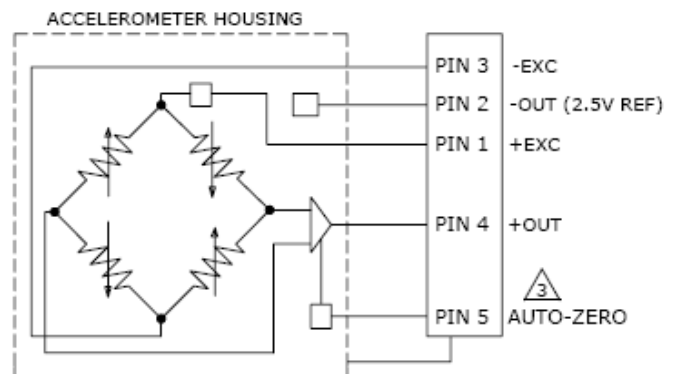 ACCELEROMETER HOUSING
PIN 3 -EXC
PIN 2 -OUT (2.5V REF)
PIN 1 +EXC
PIN 4 +OUT
3
PIN 5 AUTO-ZERO